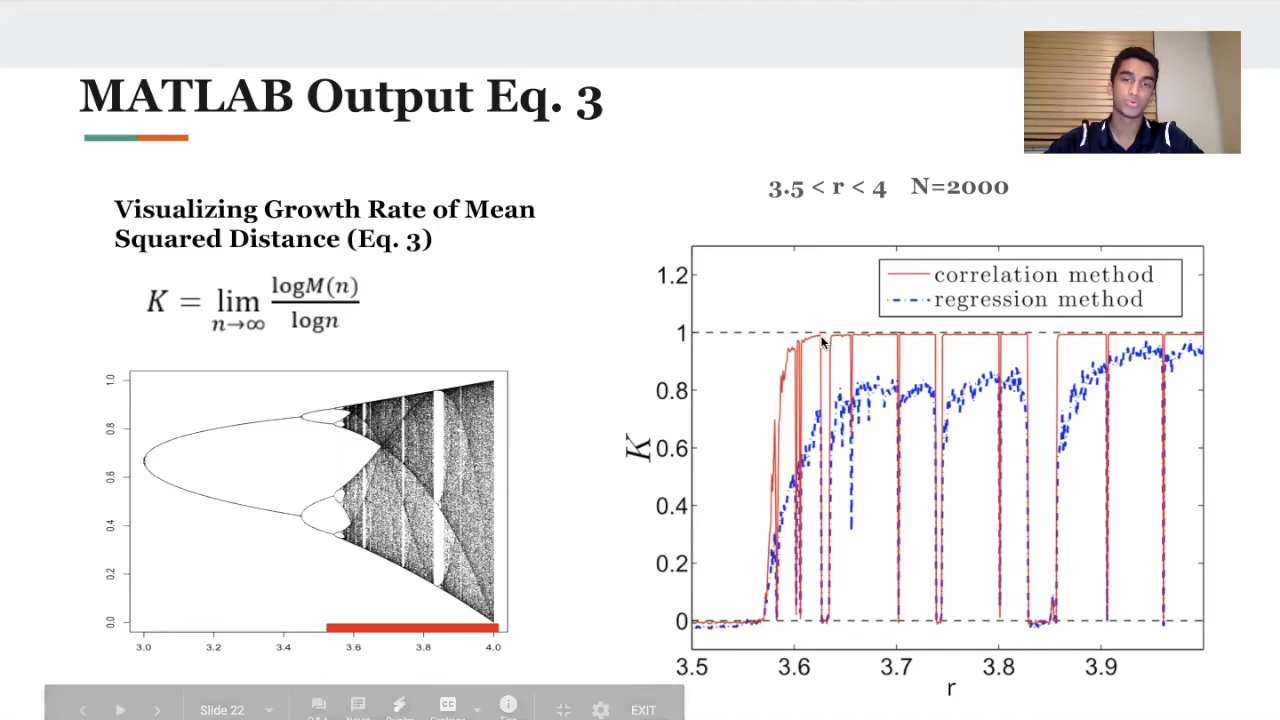 MATLAB Output Eq. 3
3.5 < r < 4 N=2000
Visualizing Growth Rate of Mean
Squared Distance (Eq. 3)
K = lim n→∞ logM(n) / logn
1.0
0.8
0.6
0.4
0.2
0.0
3.0 3.2 3.4 3.6 3.8 4.0
correlation method
regression method
1.2
1
0.8
0.6
0.4
0.2
0
K
3.5 3.6 3.7 3.8 3.9
r
Slide 22
CC
EXIT